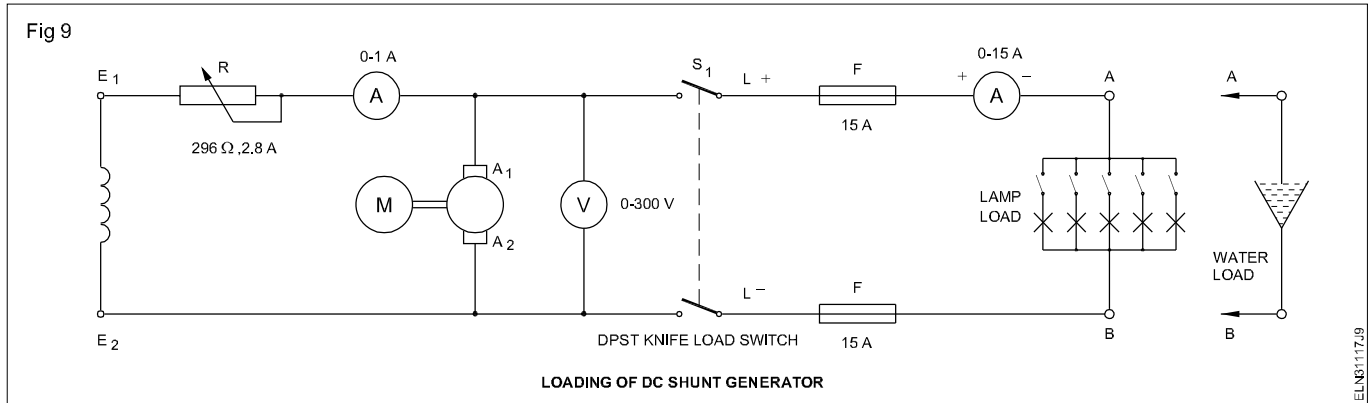 Fig 9
0-1 A
0-15 A
E1
R
A
S1
L +
F
+
A
−
A
A
296 Ω ,2.8 A
15 A
A1
M
V
0-300 V
LAMP
LOAD
A2
WATER
LOAD
L −
F
B
B
E2
DPST KNIFE LOAD SWITCH
15 A
LOADING OF DC SHUNT GENERATOR
ELN31117J9